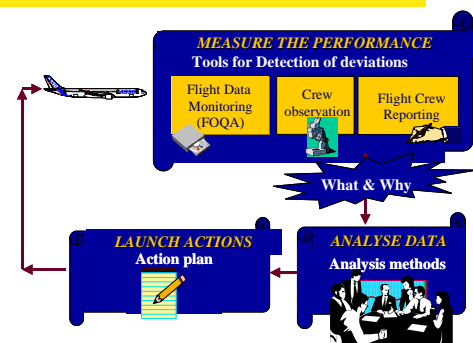 MEASURE THE PERFORMANCE
Tools for Detection of deviations
Flight Data
Monitoring
(FOQA)
Crew
observation
Flight Crew
Reporting
What & Why
LAUNCH ACTIONS
Action plan
ANALYSE DATA
Analysis methods